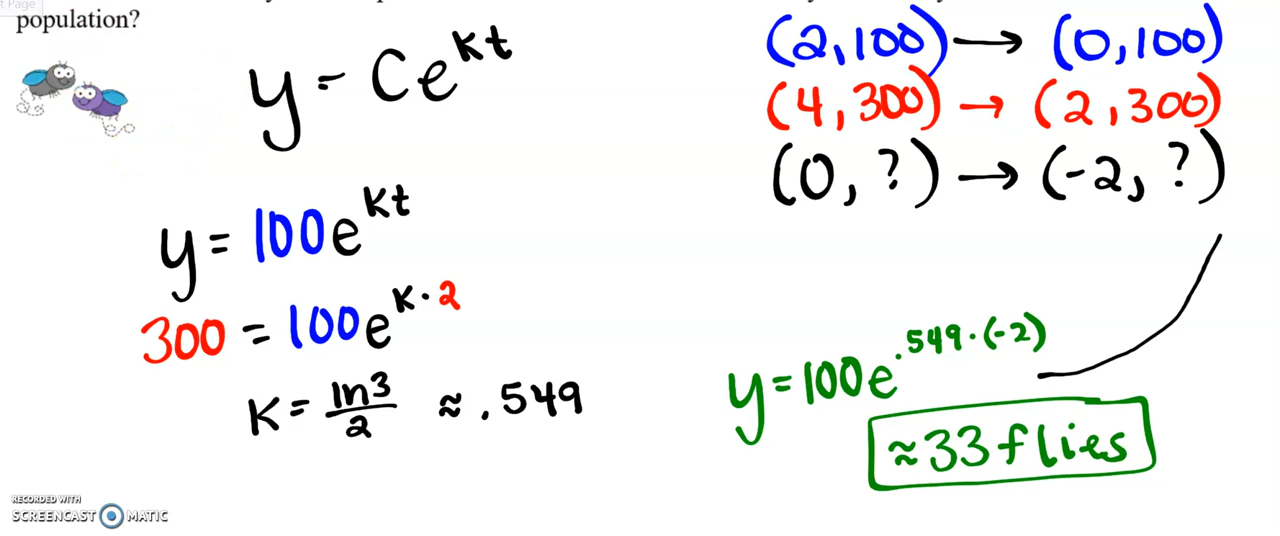 t Page
population?
y = Ce^{kt}
(2,100) → (0,100)
(4,300) → (2,300)
(0, ?) → (-2, ?)
y = 100e^{kt}
300 = 100e^{k·2}
K = ln3/2 ≈ .549
y = 100e^{.549·(-2)}
≈33 flies
RECORDED WITH
SCREENCAST MATIC